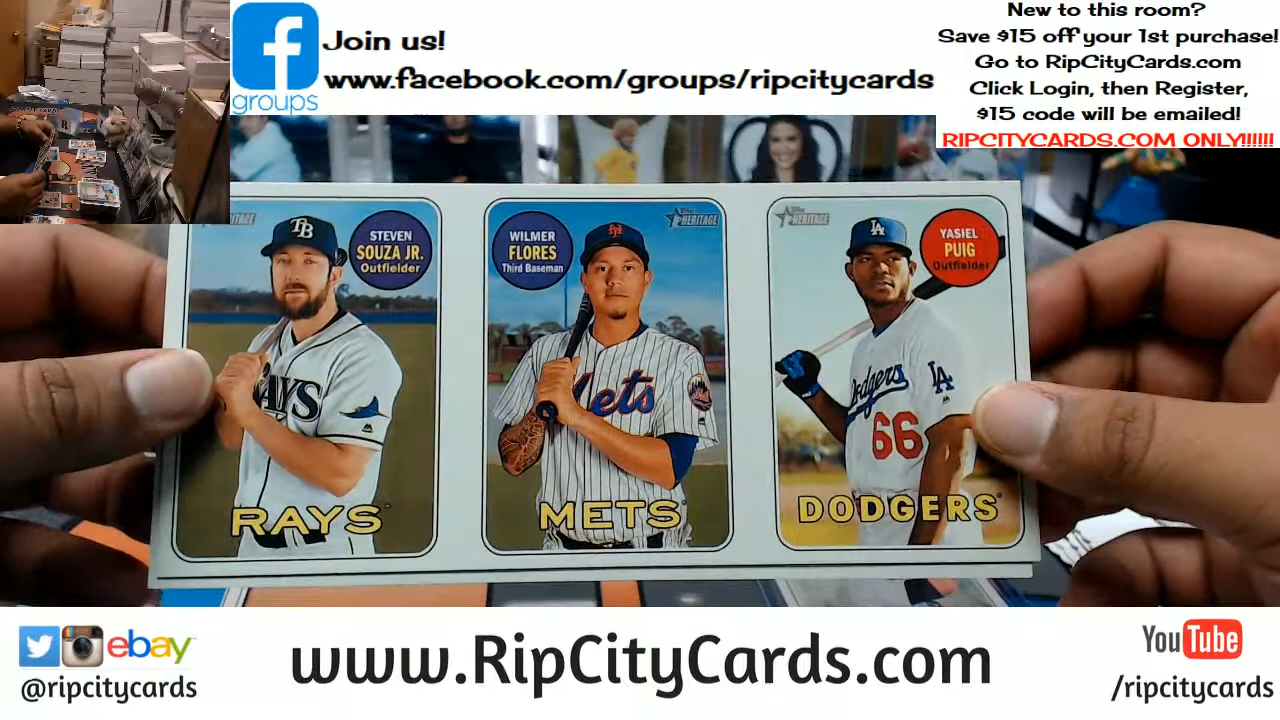 Join us!
www.facebook.com/groups/ripcitycards
groups
New to this room?
Save $15 off your 1st purchase!
Go to RipCityCards.com
Click Login, then Register,
$15 code will be emailed!
RIPCITYCARDS.COM ONLY!!!!!!
HERITAGE
TB
STEVEN
SOUZA JR.
Outfielder
RAYS
RAYS
WILMER
FLORES
Third Baseman
Topps
HERITAGE
Mets
METS
Topps
HERITAGE
LA
YASIEL
PUIG
Outfielder
Dodgers
LA
66
DODGERS
ebay
@ripcitycards
www.RipCityCards.com
YouTube
/ripcitycards